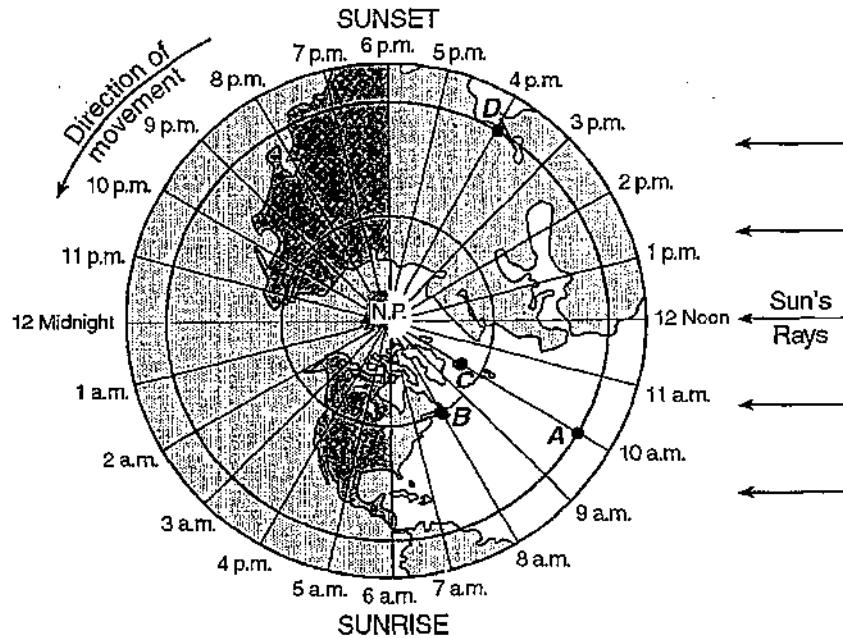 SUNSET
6 p.m.
7 p.m.
5 p.m.
8 p.m.
4 p.m.
Direction of
movement
D
9 p.m.
3 p.m.
10 p.m.
2 p.m.
11 p.m.
1 p.m.
12 Midnight
N.P.
12 Noon
Sun's
Rays
1 a.m.
11 a.m.
B
A
2 a.m.
10 a.m.
3 a.m.
9 a.m.
4 p.m.
8 a.m.
5 a.m.
7 a.m.
6 a.m.
SUNRISE